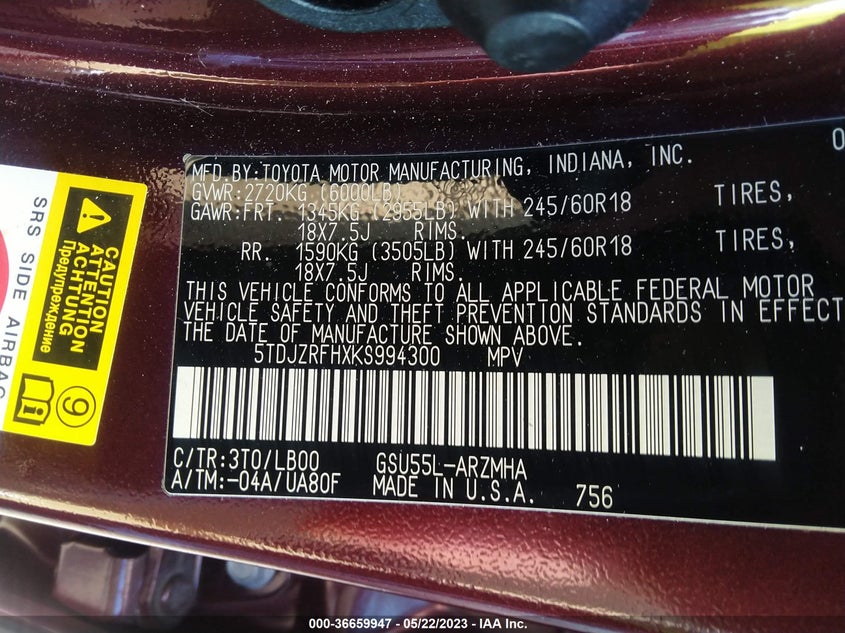 MFD. BY: TOYOTA MOTOR MANUFACTURING, INDIANA, INC. 0
GVWR: 2720KG (6000LB)
GAWR: FRT. 1345KG (2955LB) WITH 245/60R18 TIRES,
18X7.5J RIMS.
RR. 1590KG (3505LB) WITH 245/60R18 TIRES,
18X7.5J RIMS.
THIS VEHICLE CONFORMS TO ALL APPLICABLE FEDERAL MOTOR
VEHICLE SAFETY AND THEFT PREVENTION STANDARDS IN EFFECT
THE DATE OF MANUFACTURE SHOWN ABOVE.
5TDJZRFHXKS994300 MPV
C/TR: 3T0/LB00 GSU55L-ARZMHA
A/TM: -04A/UA80F MADE IN U.S.A. 756
SRS SIDE AIRBAG
CAUTION
ATTENTION
ACHTUNG
Предупреждение
9
000-36659947 — 05/22/2023 — IAA Inc.